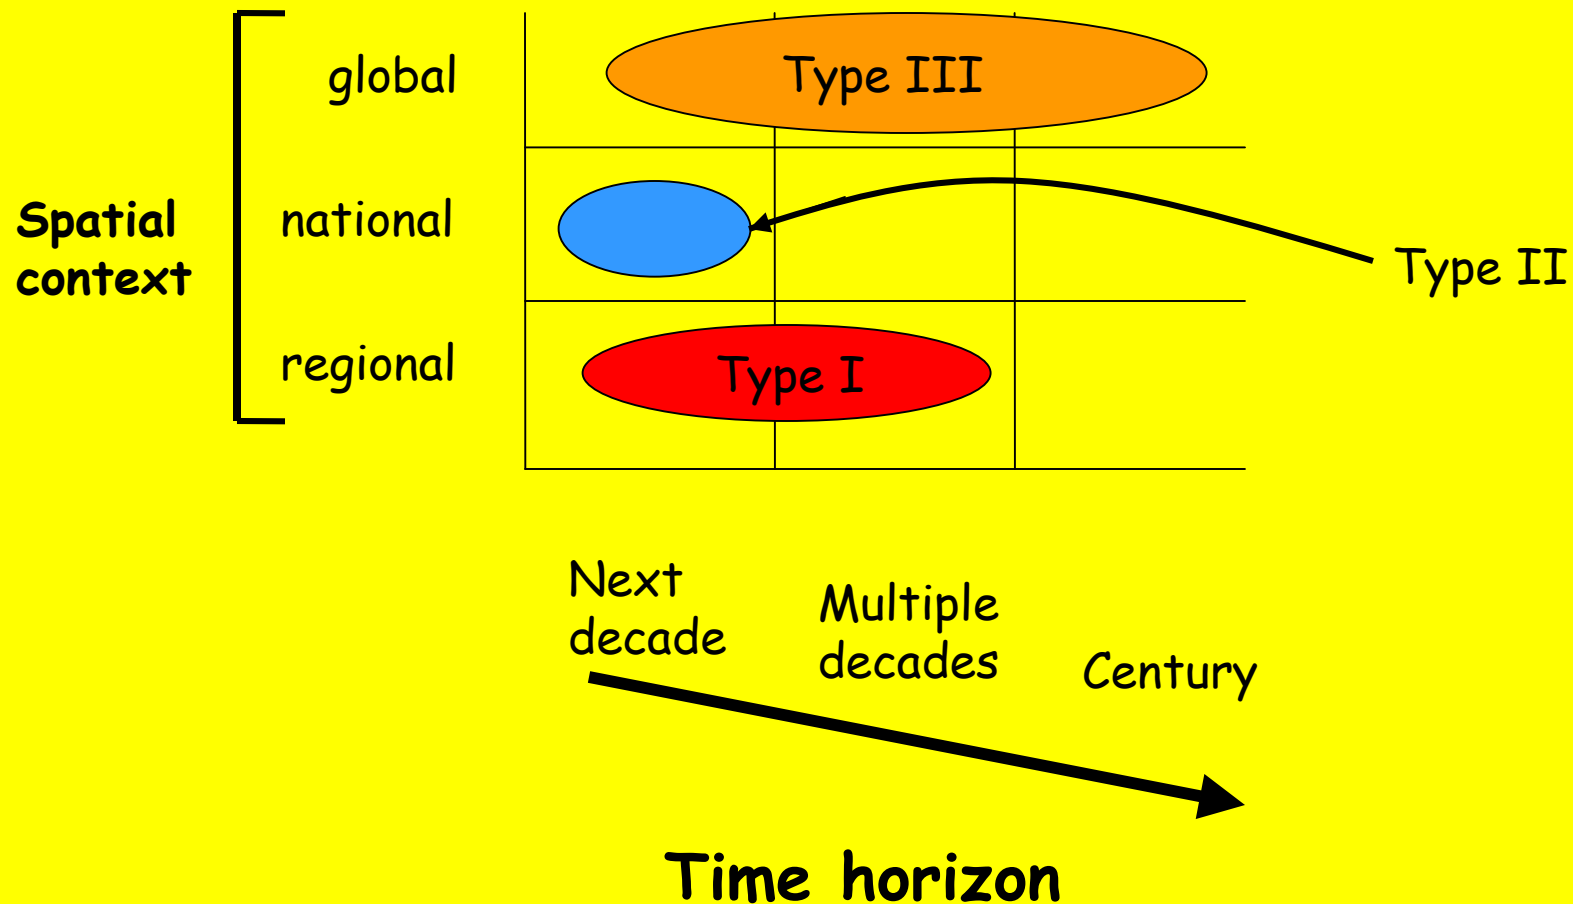 global
Type III
Spatial
context
national
Type II
regional
Type I
Next
decade
Multiple
decades
Century
Time horizon